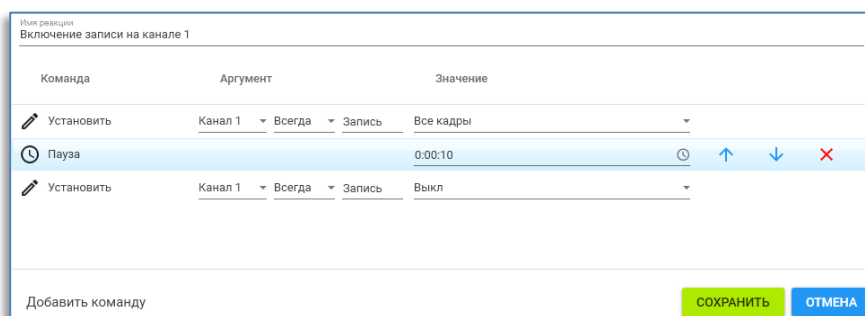 Имя реакции
Включение записи на канале 1
Команда Аргумент Значение
Установить Канал 1 Всегда Запись Все кадры
Пауза 0:00:10
Установить Канал 1 Всегда Запись Выкл
Добавить команду СОХРАНИТЬ ОТМЕНА